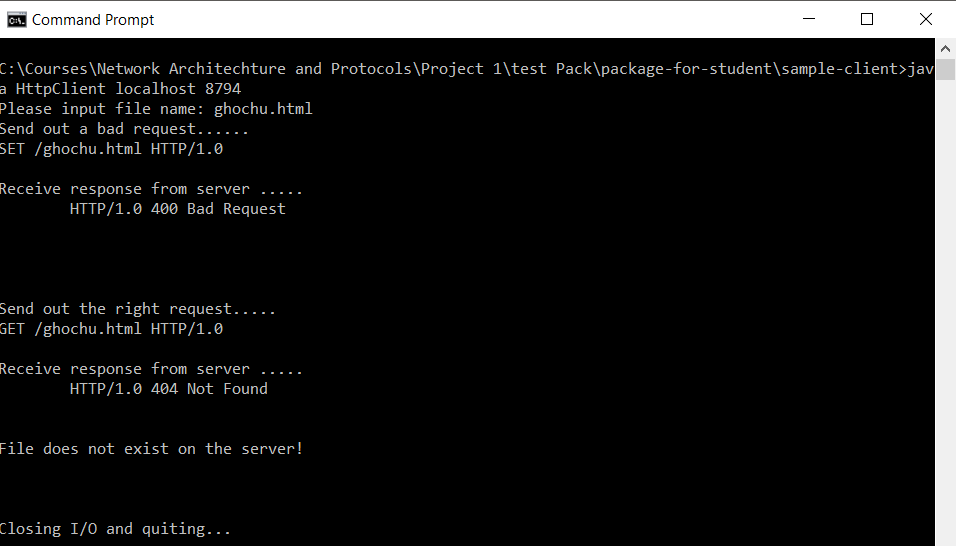 Command Prompt
C:\Courses\Network Architechture and Protocols\Project 1\test Pack\package-for-student\sample-client>jav
a HttpClient localhost 8794
Please input file name: ghochu.html
Send out a bad request......
SET /ghochu.html HTTP/1.0
Receive response from server .....
HTTP/1.0 400 Bad Request
Send out the right request.....
GET /ghochu.html HTTP/1.0
Receive response from server .....
HTTP/1.0 404 Not Found
File does not exist on the server!
Closing I/O and quiting...